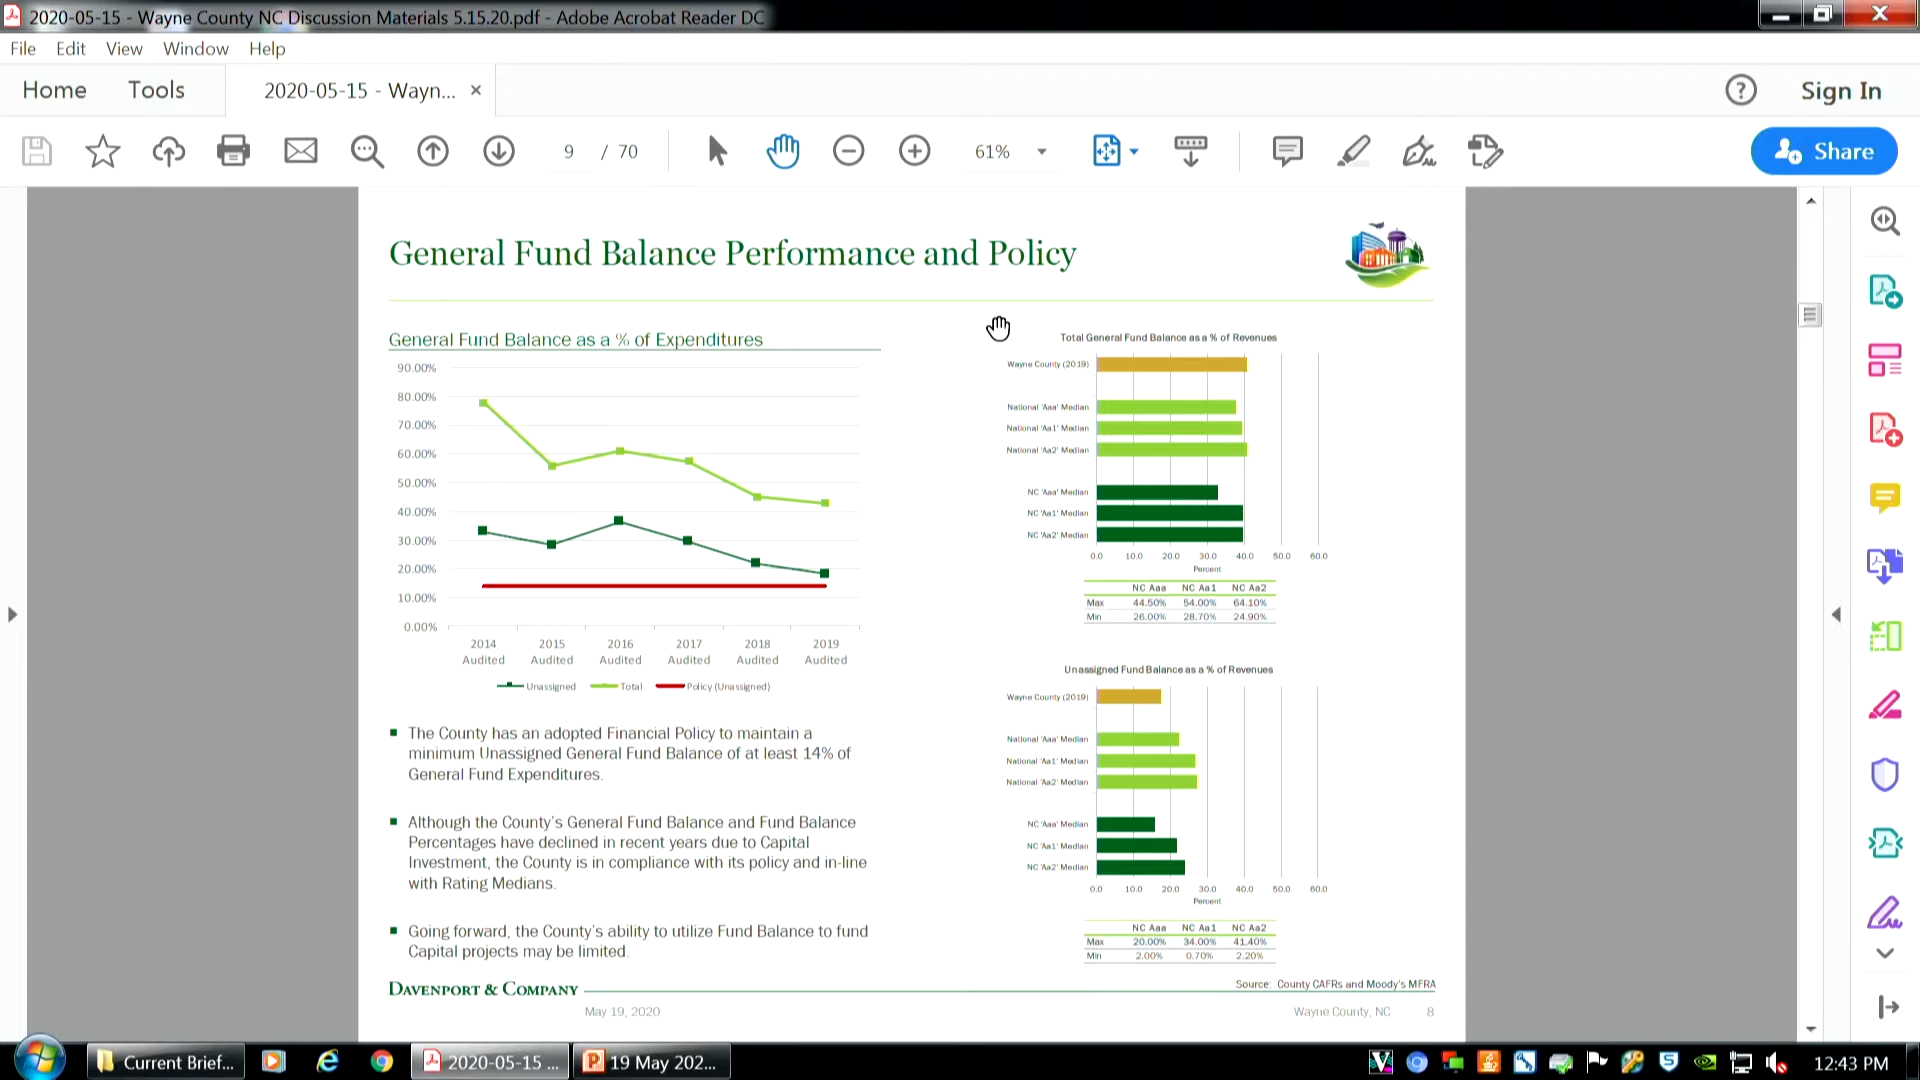 2020-05-15 - Wayne County NC Discussion Materials 5.15.20.pdf - Adobe Acrobat Reader DC
File Edit View Window Help
Home Tools 2020-05-15 - Wayn... × ? Sign In
9 / 70 61% Share
General Fund Balance Performance and Policy
General Fund Balance as a % of Expenditures
90.00%
80.00%
70.00%
60.00%
50.00%
40.00%
30.00%
20.00%
10.00%
0.00%
2014 2015 2016 2017 2018 2019
Audited Audited Audited Audited Audited Audited
Unassigned Total Policy (Unassigned)
The County has an adopted Financial Policy to maintain a
minimum Unassigned General Fund Balance of at least 14% of
General Fund Expenditures.
Although the County's General Fund Balance and Fund Balance
Percentages have declined in recent years due to Capital
Investment, the County is in compliance with its policy and in-line
with Rating Medians.
Going forward, the County's ability to utilize Fund Balance to fund
Capital projects may be limited.
Total General Fund Balance as a % of Revenues
Wayne County (2019)
National 'Aaa' Median
National 'Aa1' Median
National 'Aa2' Median
NC 'Aaa' Median
NC 'Aa1' Median
NC 'Aa2' Median
0.0 10.0 20.0 30.0 40.0 50.0 60.0
Percent
NC Aaa NC Aa1 NC Aa2
Max 44.50% 54.00% 64.10%
Min 26.00% 28.70% 24.90%
Unassigned Fund Balance as a % of Revenues
Wayne County (2019)
National 'Aaa' Median
National 'Aa1' Median
National 'Aa2' Median
NC 'Aaa' Median
NC 'Aa1' Median
NC 'Aa2' Median
0.0 10.0 20.0 30.0 40.0 50.0 60.0
Percent
NC Aaa NC Aa1 NC Aa2
Max 20.00% 34.00% 41.40%
Min 2.00% 0.70% 2.20%
Source: County CAFRs and Moody's MFRA
DAVENPORT & COMPANY
May 19, 2020 Wayne County, NC 8
Current Brief... 2020-05-15 ... 19 May 202... 12:43 PM